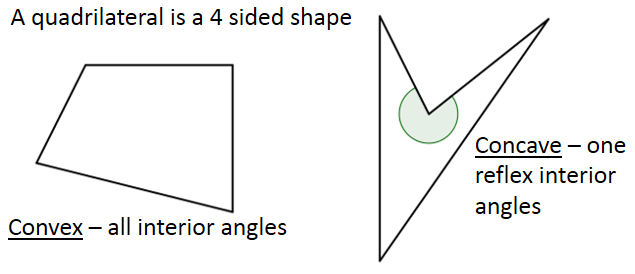 A quadrilateral is a 4 sided shape
Convex – all interior angles
Concave – one
reflex interior
angles